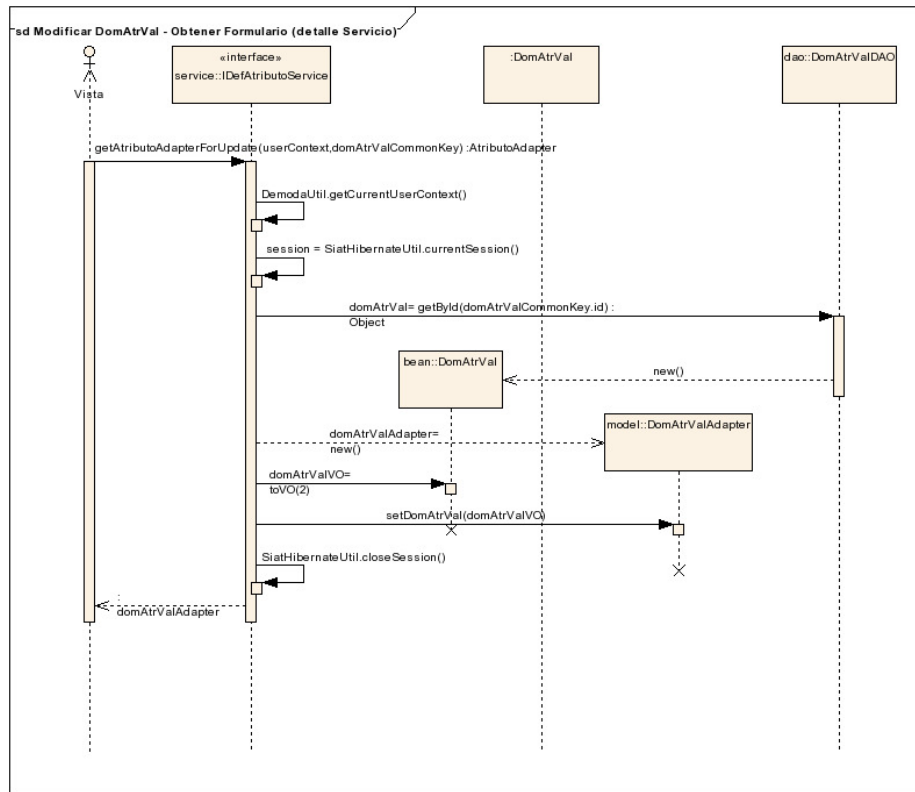 sd Modificar DomAtrVal - Obtener Formulario (detalle Servicio)
Vista
«interface»
service::IDefAtributoService
:DomAtrVal
dao::DomAtrValDAO
getAtributoAdapterForUpdate(userContext,domAtrValCommonKey) :AtributoAdapter
DemodaUtil.getCurrentUserContext()
session = SiatHibernateUtil.currentSession()
domAtrVal= getById(domAtrValCommonKey.id) :
Object
bean::DomAtrVal
new()
model::DomAtrValAdapter
domAtrValAdapter=
new()
domAtrValVO=
toVO(2)
setDomAtrVal(domAtrValVO)
SiatHibernateUtil.closeSession()
:
domAtrValAdapter